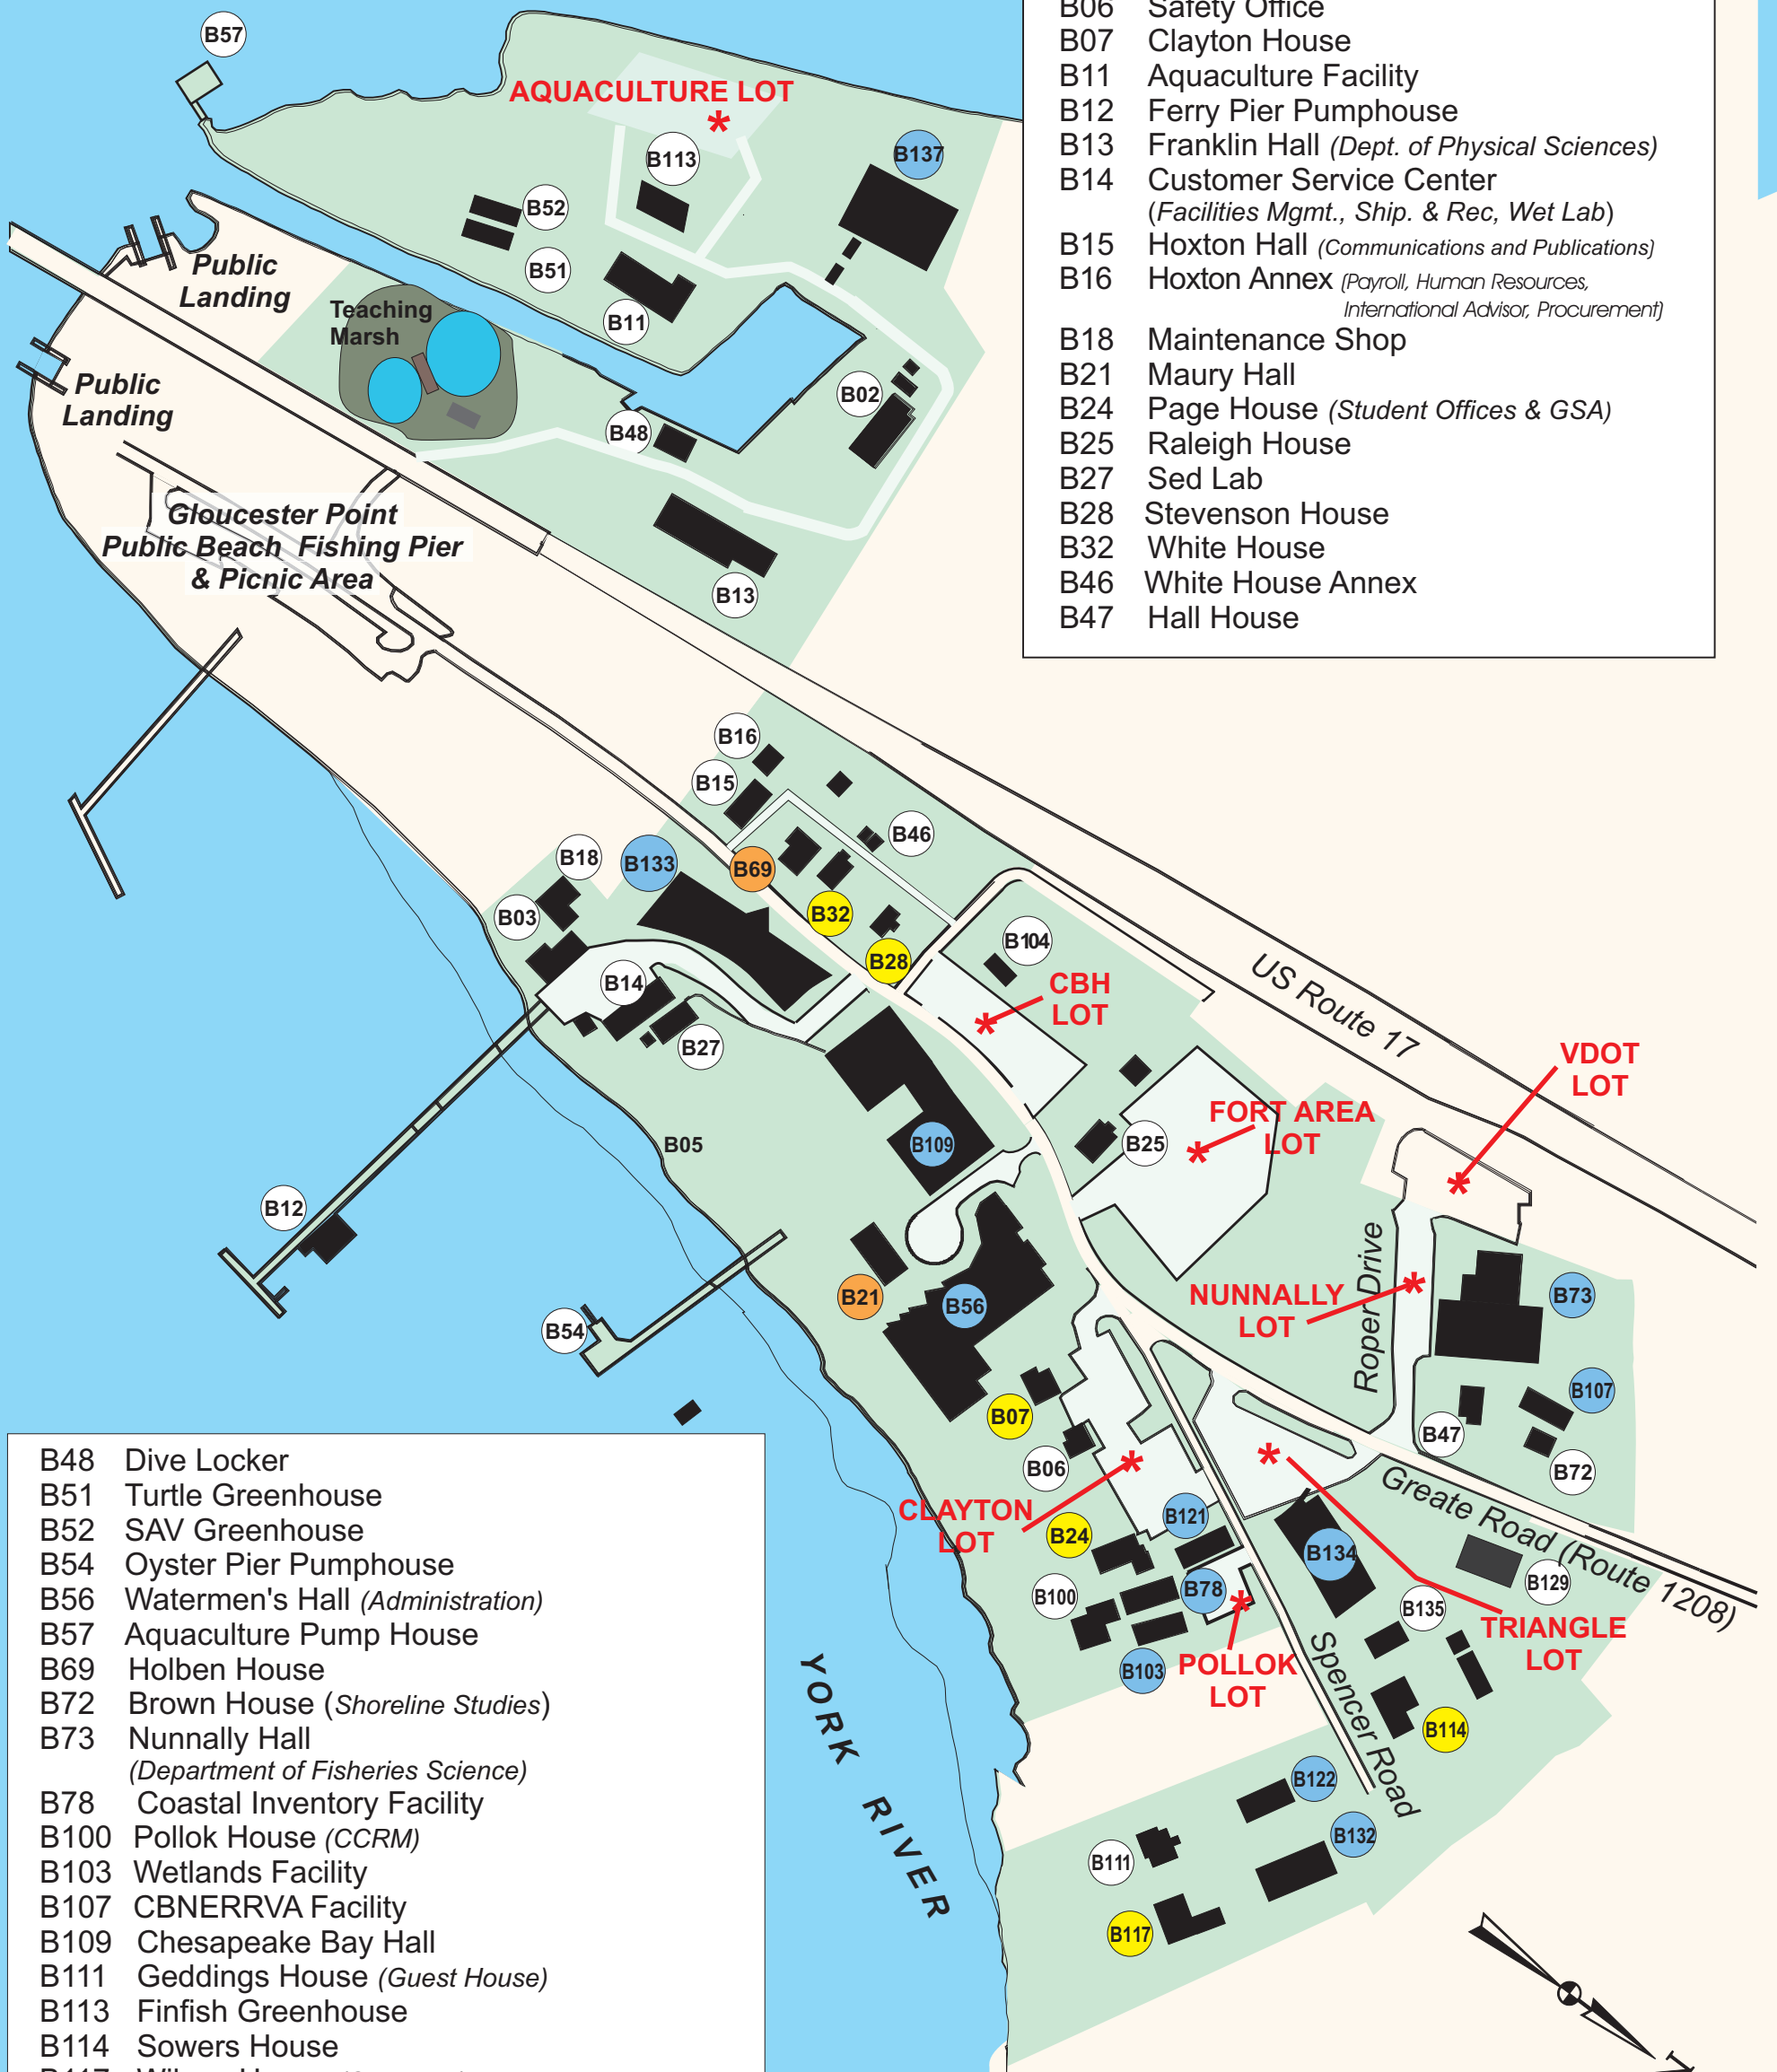 B57
AQUACULTURE LOT
*
B113
B137
B52
B51
B11
Public
Landing
Teaching
Marsh
Public
Landing
B02
B48
Gloucester Point
Public Beach Fishing Pier
& Picnic Area
B13
B06 Safety Office
B07 Clayton House
B11 Aquaculture Facility
B12 Ferry Pier Pumphouse
B13 Franklin Hall (Dept. of Physical Sciences)
B14 Customer Service Center
(Facilities Mgmt., Ship. & Rec, Wet Lab)
B15 Hoxton Hall (Communications and Publications)
B16 Hoxton Annex (Payroll, Human Resources,
International Advisor, Procurement)
B18 Maintenance Shop
B21 Maury Hall
B24 Page House (Student Offices & GSA)
B25 Raleigh House
B27 Sed Lab
B28 Stevenson House
B32 White House
B46 White House Annex
B47 Hall House
B16
B15
B46
B18
B133
B69
B03
B32
B28
B104
B14
CBH
LOT
*
B27
US Route 17
VDOT
LOT
*
FORT AREA
LOT
*
B25
B05
B109
B12
B54
B21
B56
NUNNALLY
LOT
*
Roper Drive
B73
B107
B07
B47
B72
B06
CLAYTON
LOT
*
*
Greate Road (Route 1208)
B24
B121
B134
B129
B100
B78
*
B135
TRIANGLE
LOT
B103
POLLOK
LOT
Spencer Road
B114
YORK RIVER
B122
B132
B111
B117
B48 Dive Locker
B51 Turtle Greenhouse
B52 SAV Greenhouse
B54 Oyster Pier Pumphouse
B56 Watermen's Hall (Administration)
B57 Aquaculture Pump House
B69 Holben House
B72 Brown House (Shoreline Studies)
B73 Nunnally Hall
(Department of Fisheries Science)
B78 Coastal Inventory Facility
B100 Pollok House (CCRM)
B103 Wetlands Facility
B107 CBNERRVA Facility
B109 Chesapeake Bay Hall
B111 Geddings House (Guest House)
B113 Finfish Greenhouse
B114 Sowers House